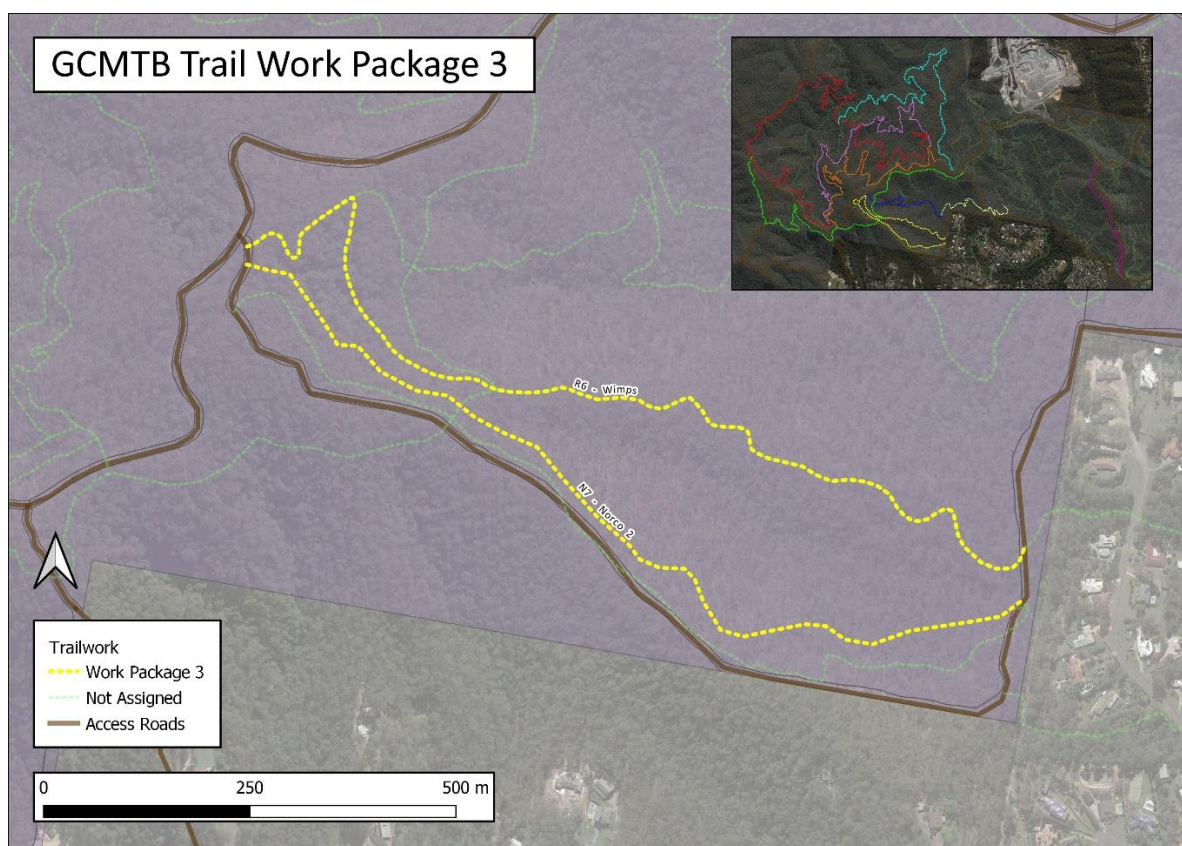 GCMTB Trail Work Package 3
R6 - Wimps
N7 - Norco 2
Trailwork
Work Package 3
Not Assigned
Access Roads
0 250 500 m